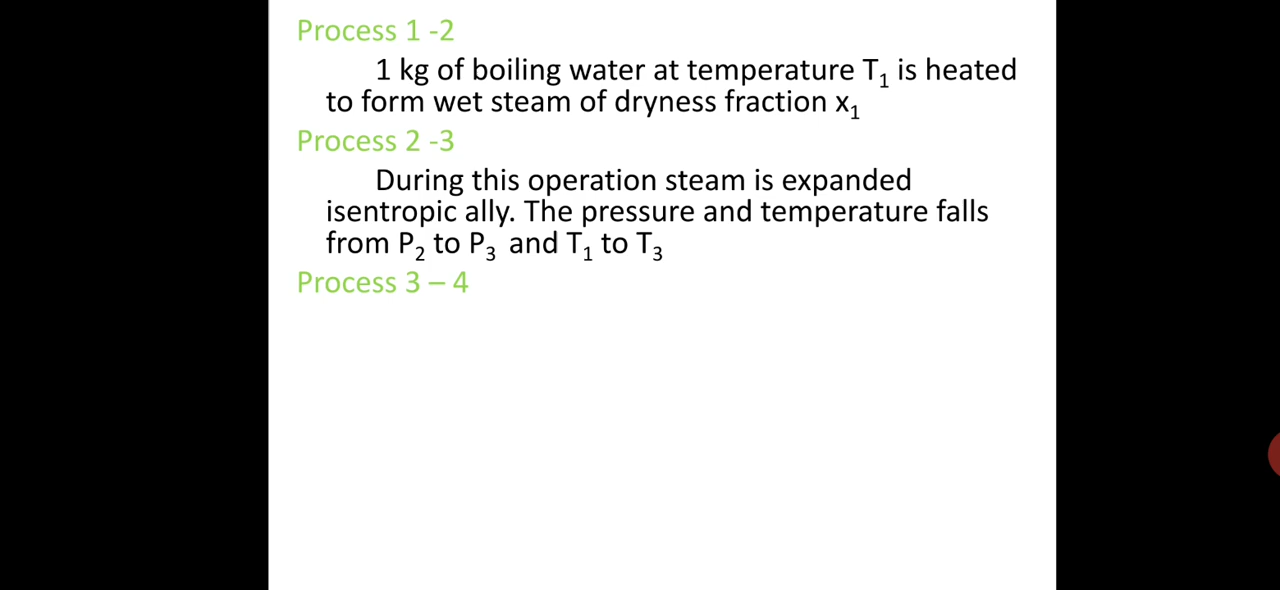 Process 1 -2
1 kg of boiling water at temperature T₁ is heated
to form wet steam of dryness fraction x₁
Process 2 -3
During this operation steam is expanded
isentropic ally. The pressure and temperature falls
from P₂ to P₃ and T₁ to T₃
Process 3 – 4